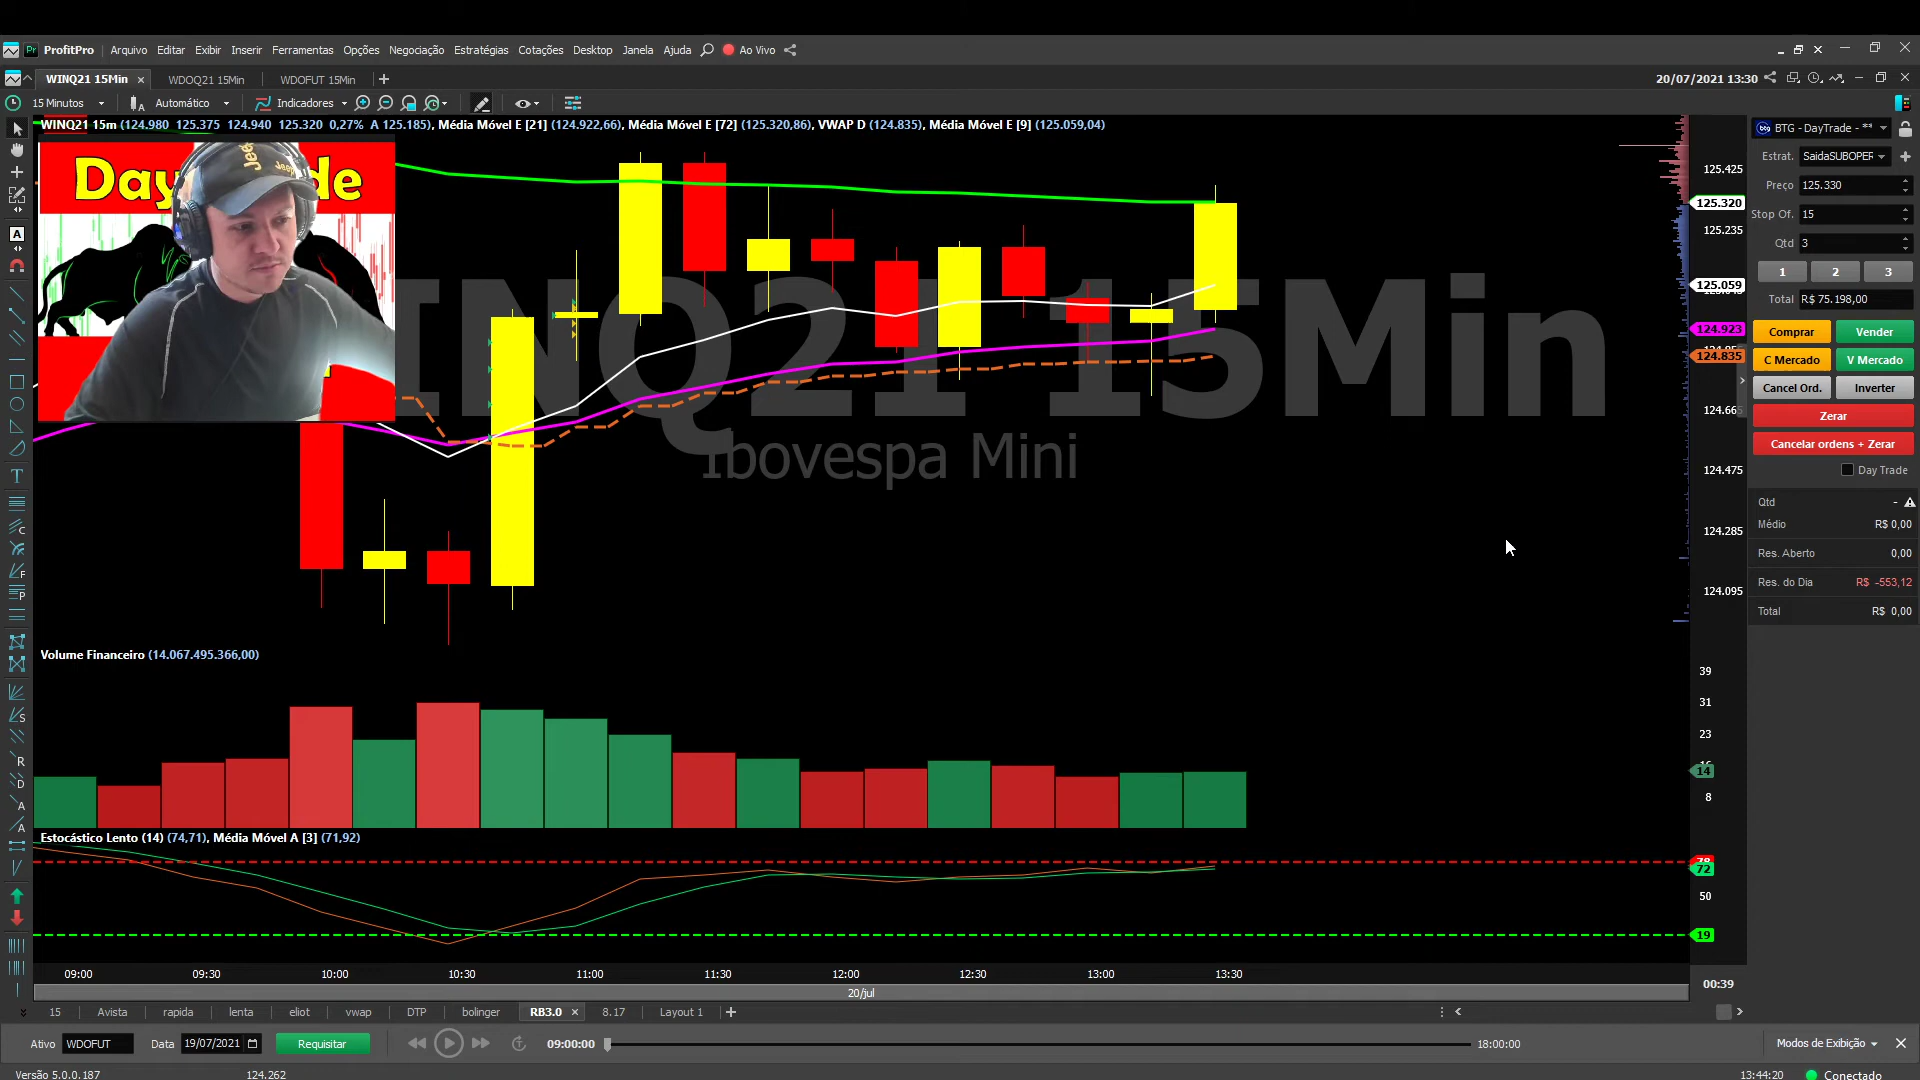 ProfitPro Arquivo Editar Exibir Inserir Ferramentas Opções Negociação Estratégias Cotações Desktop Janela Ajuda Ao Vivo
WINQ21 15Min WDOQ21 15Min WDOFUT 15Min 20/07/2021 13:30
15 Minutos Automático Indicadores
WINQ21 15m (124.980 125.375 124.940 125.320 0,27% A 125.185), Média Móvel E [21] (124.922,66), Média Móvel E [72] (125.320,86), VWAP D (124.835), Média Móvel E [9] (125.059,04)
Jeep
INQ21 15Min
Ibovespa Mini
125.425
125.320
125.235
125.059
124.923
124.835
124.665
124.475
124.285
124.095
btg BTG - DayTrade - **
Estrat. SaidaSUBOPER
Preço 125.330
Stop Of. 15
Qtd 3
1 2 3
Total R$ 75.198,00
Comprar Vender
C Mercado V Mercado
Cancel Ord. Inverter
Zerar
Cancelar ordens + Zerar
Day Trade
Qtd -
Médio R$ 0,00
Res. Aberto 0,00
Res. do Dia R$ -553,12
Total R$ 0,00
Volume Financeiro (14.067.495.366,00)
39
31
23
14
8
Estocástico Lento (14) (74,71), Média Móvel A [3] (71,92)
72
50
19
09:00 09:30 10:00 10:30 11:00 11:30 12:00 12:30 13:00 13:30
00:39
20/jul
15 Avista rapida lenta eliot vwap DTP bolinger RB3.0 8.17 Layout 1
Ativo WDOFUT Data 19/07/2021 Requisitar 09:00:00 18:00:00 Modos de Exibição
Versão 5.0.0.187 124.262 13:44:20 Conectado